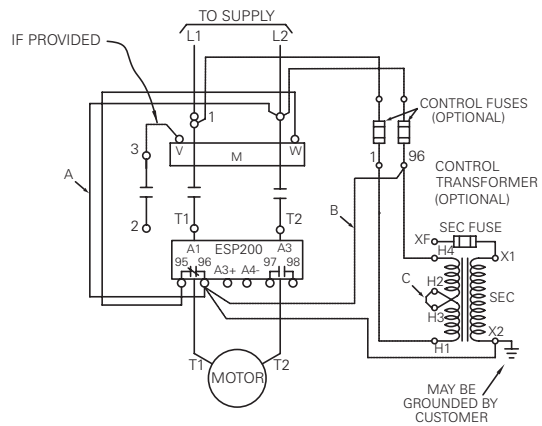 TO SUPPLY
L1 L2
IF PROVIDED
1
CONTROL FUSES
(OPTIONAL)
V M W
3
1 96
CONTROL
TRANSFORMER
(OPTIONAL)
A
2
T1 T2
B
SEC FUSE
XF
H4 X1
A1 ESP200 A3
95 96 A3+ A4- 97 98
C H2
SEC
H3
X2
H1
T1 T2
MOTOR
MAY BE
GROUNDED BY
CUSTOMER